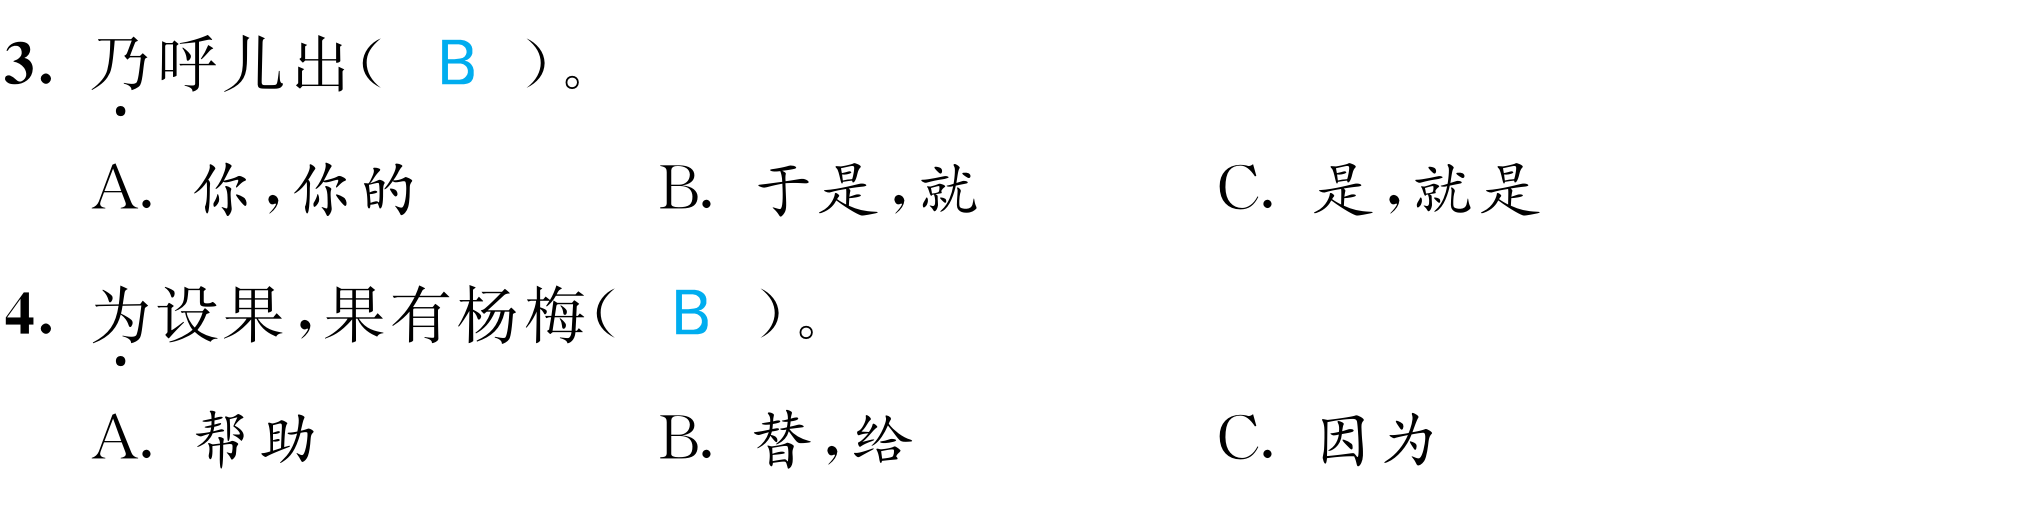 3. 乃呼儿出( B )。
A. 你,你的 B. 于是,就 C. 是,就是
4. 为设果,果有杨梅( B )。
A. 帮助 B. 替,给 C. 因为